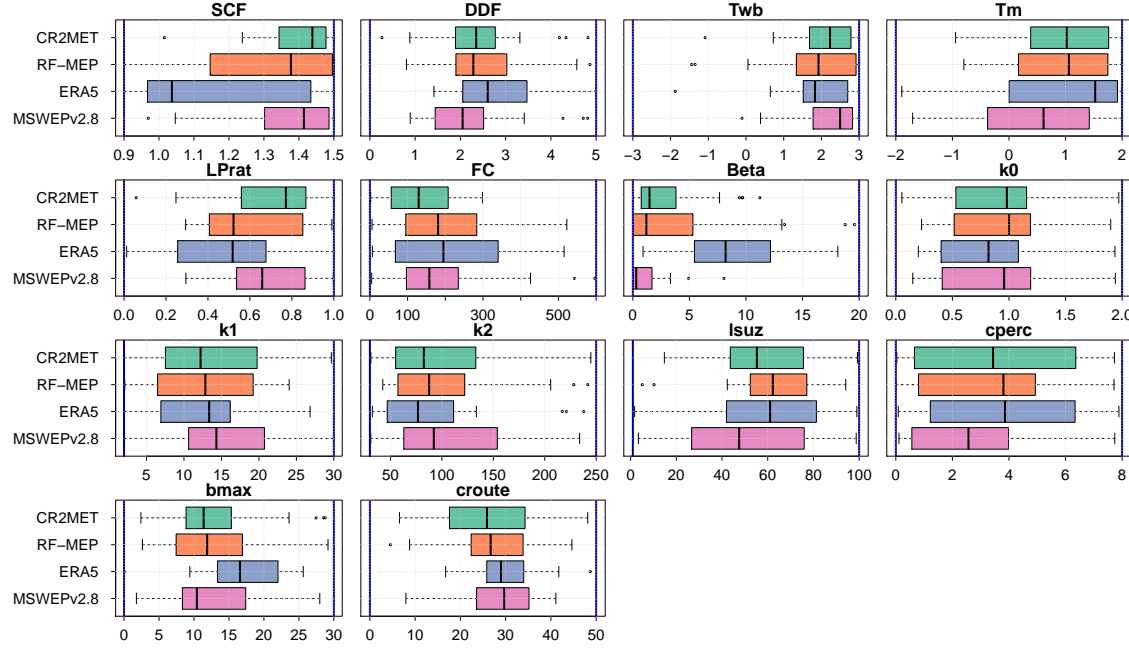 SCF DDF Twb Tm
CR2MET
RF−MEP
ERA5
MSWEPv2.8
0.9 1.0 1.1 1.2 1.3 1.4 1.5 0 1 2 3 4 5 −3 −2 −1 0 1 2 3 −2 −1 0 1 2
LPrat FC Beta k0
CR2MET
RF−MEP
ERA5
MSWEPv2.8
0.0 0.2 0.4 0.6 0.8 1.0 100 300 500 0 5 10 15 20 0.0 0.5 1.0 1.5 2.0
k1 k2 lsuz cperc
CR2MET
RF−MEP
ERA5
MSWEPv2.8
5 10 15 20 25 30 50 100 150 200 250 0 20 40 60 80 100 0 2 4 6 8
bmax croute
CR2MET
RF−MEP
ERA5
MSWEPv2.8
0 5 10 15 20 25 30 0 10 20 30 40 50